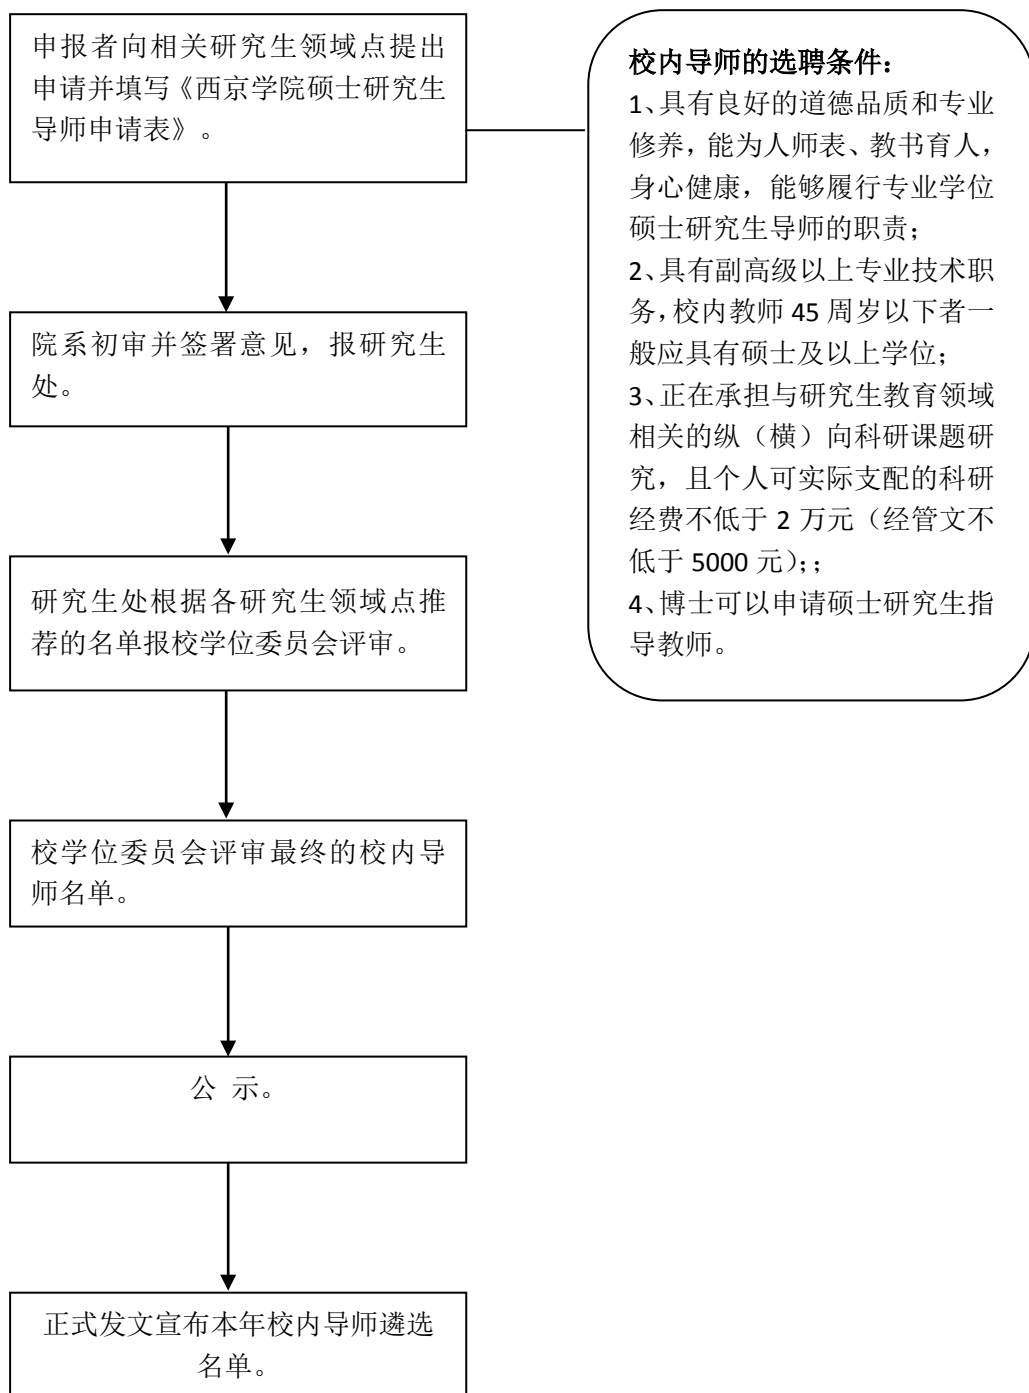 申报者向相关研究生领域点提出
申请并填写《西京学院硕士研究生
导师申请表》。
校内导师的选聘条件：
1、具有良好的道德品质和专业
修养，能为人师表、教书育人，
身心健康，能够履行专业学位
硕士研究生导师的职责；
2、具有副高级以上专业技术职
务，校内教师 45 周岁以下者一
般应具有硕士及以上学位；
3、正在承担与研究生教育领域
相关的纵（横）向科研课题研
究，且个人可实际支配的科研
经费不低于 2 万元（经管文不
低于 5000 元）；；
4、博士可以申请硕士研究生指
导教师。
院系初审并签署意见，报研究生
处。
研究生处根据各研究生领域点推
荐的名单报校学位委员会评审。
校学位委员会评审最终的校内导
师名单。
公 示。
正式发文宣布本年校内导师遴选
名单。